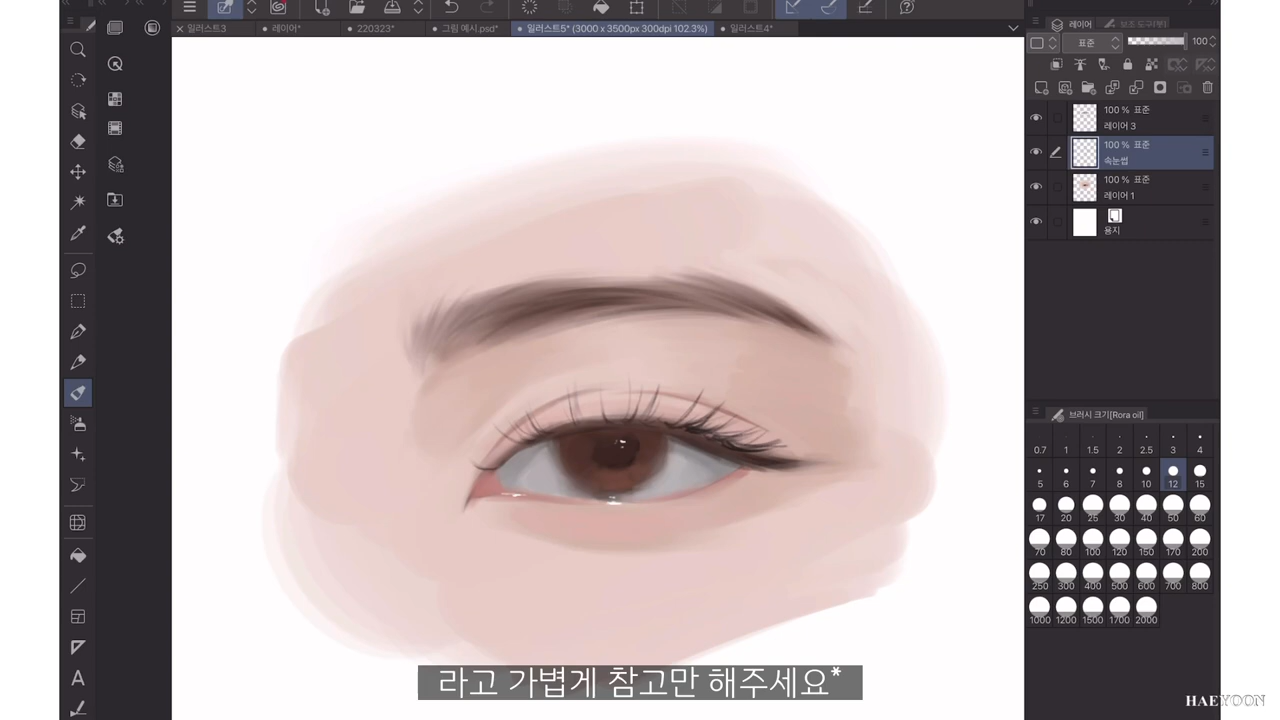 일러스트3
레이어*
220323*
그림 예시.psd*
일러스트5* (3000 x 3500px 300dpi 102.3%)
일러스트4*
레이어
보조 도구[붓]
표준
100
100 % 표준
레이어 3
100 % 표준
속눈썹
100 % 표준
레이어 1
용지
브러시 크기[Rora oil]
0.7 1 1.5 2 2.5 3 4
5 6 7 8 10 12 15
17 20 25 30 40 50 60
70 80 100 120 150 170 200
250 300 400 500 600 700 800
1000 1200 1500 1700 2000
A
라고 가볍게 참고만 해주세요*
HAEYOON